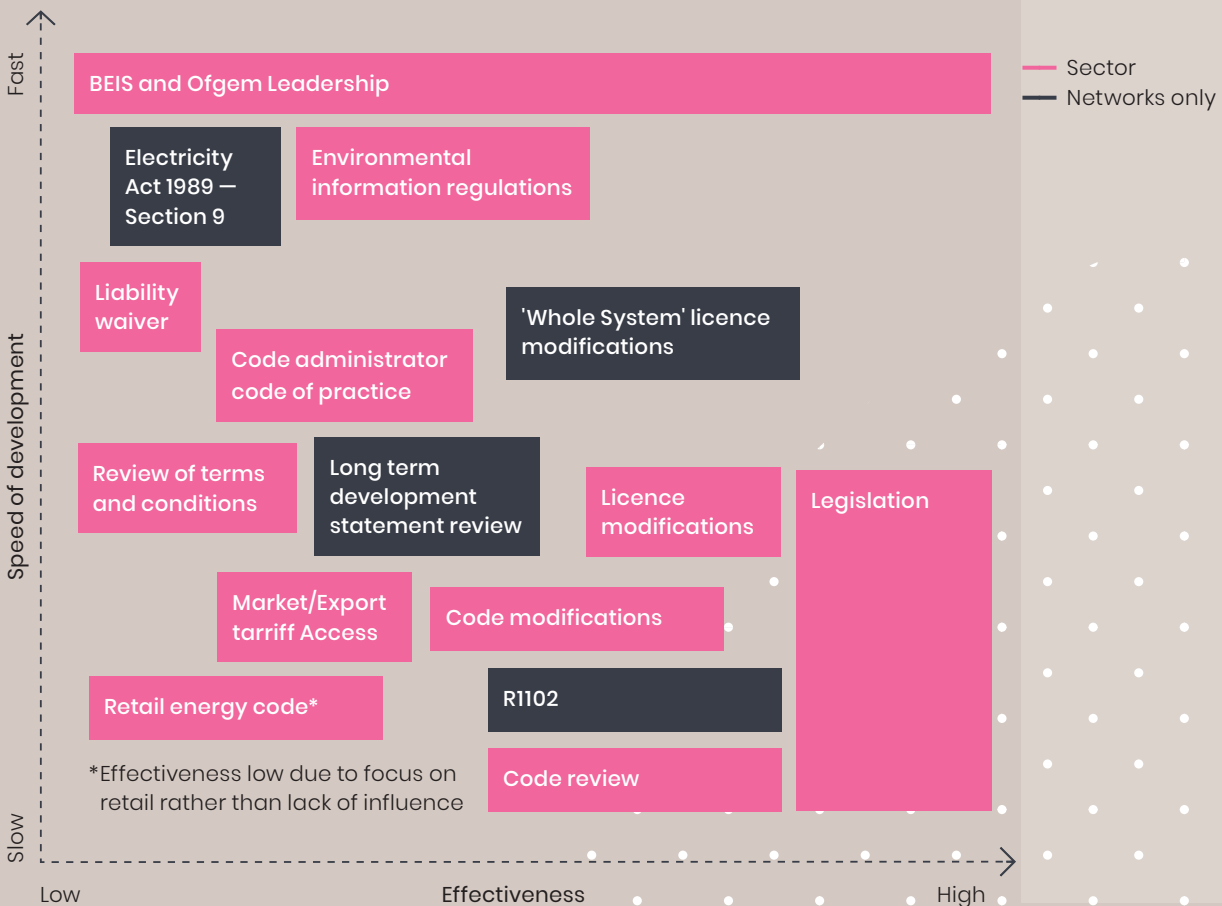 Fast
Speed of development
Slow
BEIS and Ofgem Leadership
Sector
Networks only
Electricity
Act 1989 —
Section 9
Environmental
information regulations
Liability
waiver
'Whole System' licence
modifications
Code administrator
code of practice
Review of terms
and conditions
Long term
development
statement review
Licence
modifications
Legislation
Market/Export
tarriff Access
Code modifications
Retail energy code*
R1102
*Effectiveness low due to focus on
retail rather than lack of influence
Code review
Low
Effectiveness
High